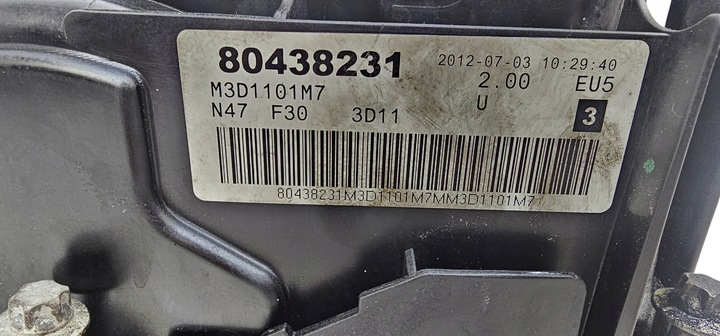 80438231 2012-07-03 10:29:40
M3D1101M7 2.00 EU5
N47 F30 3D11 U 3
80438231M3D1101M7MM3D1101M7